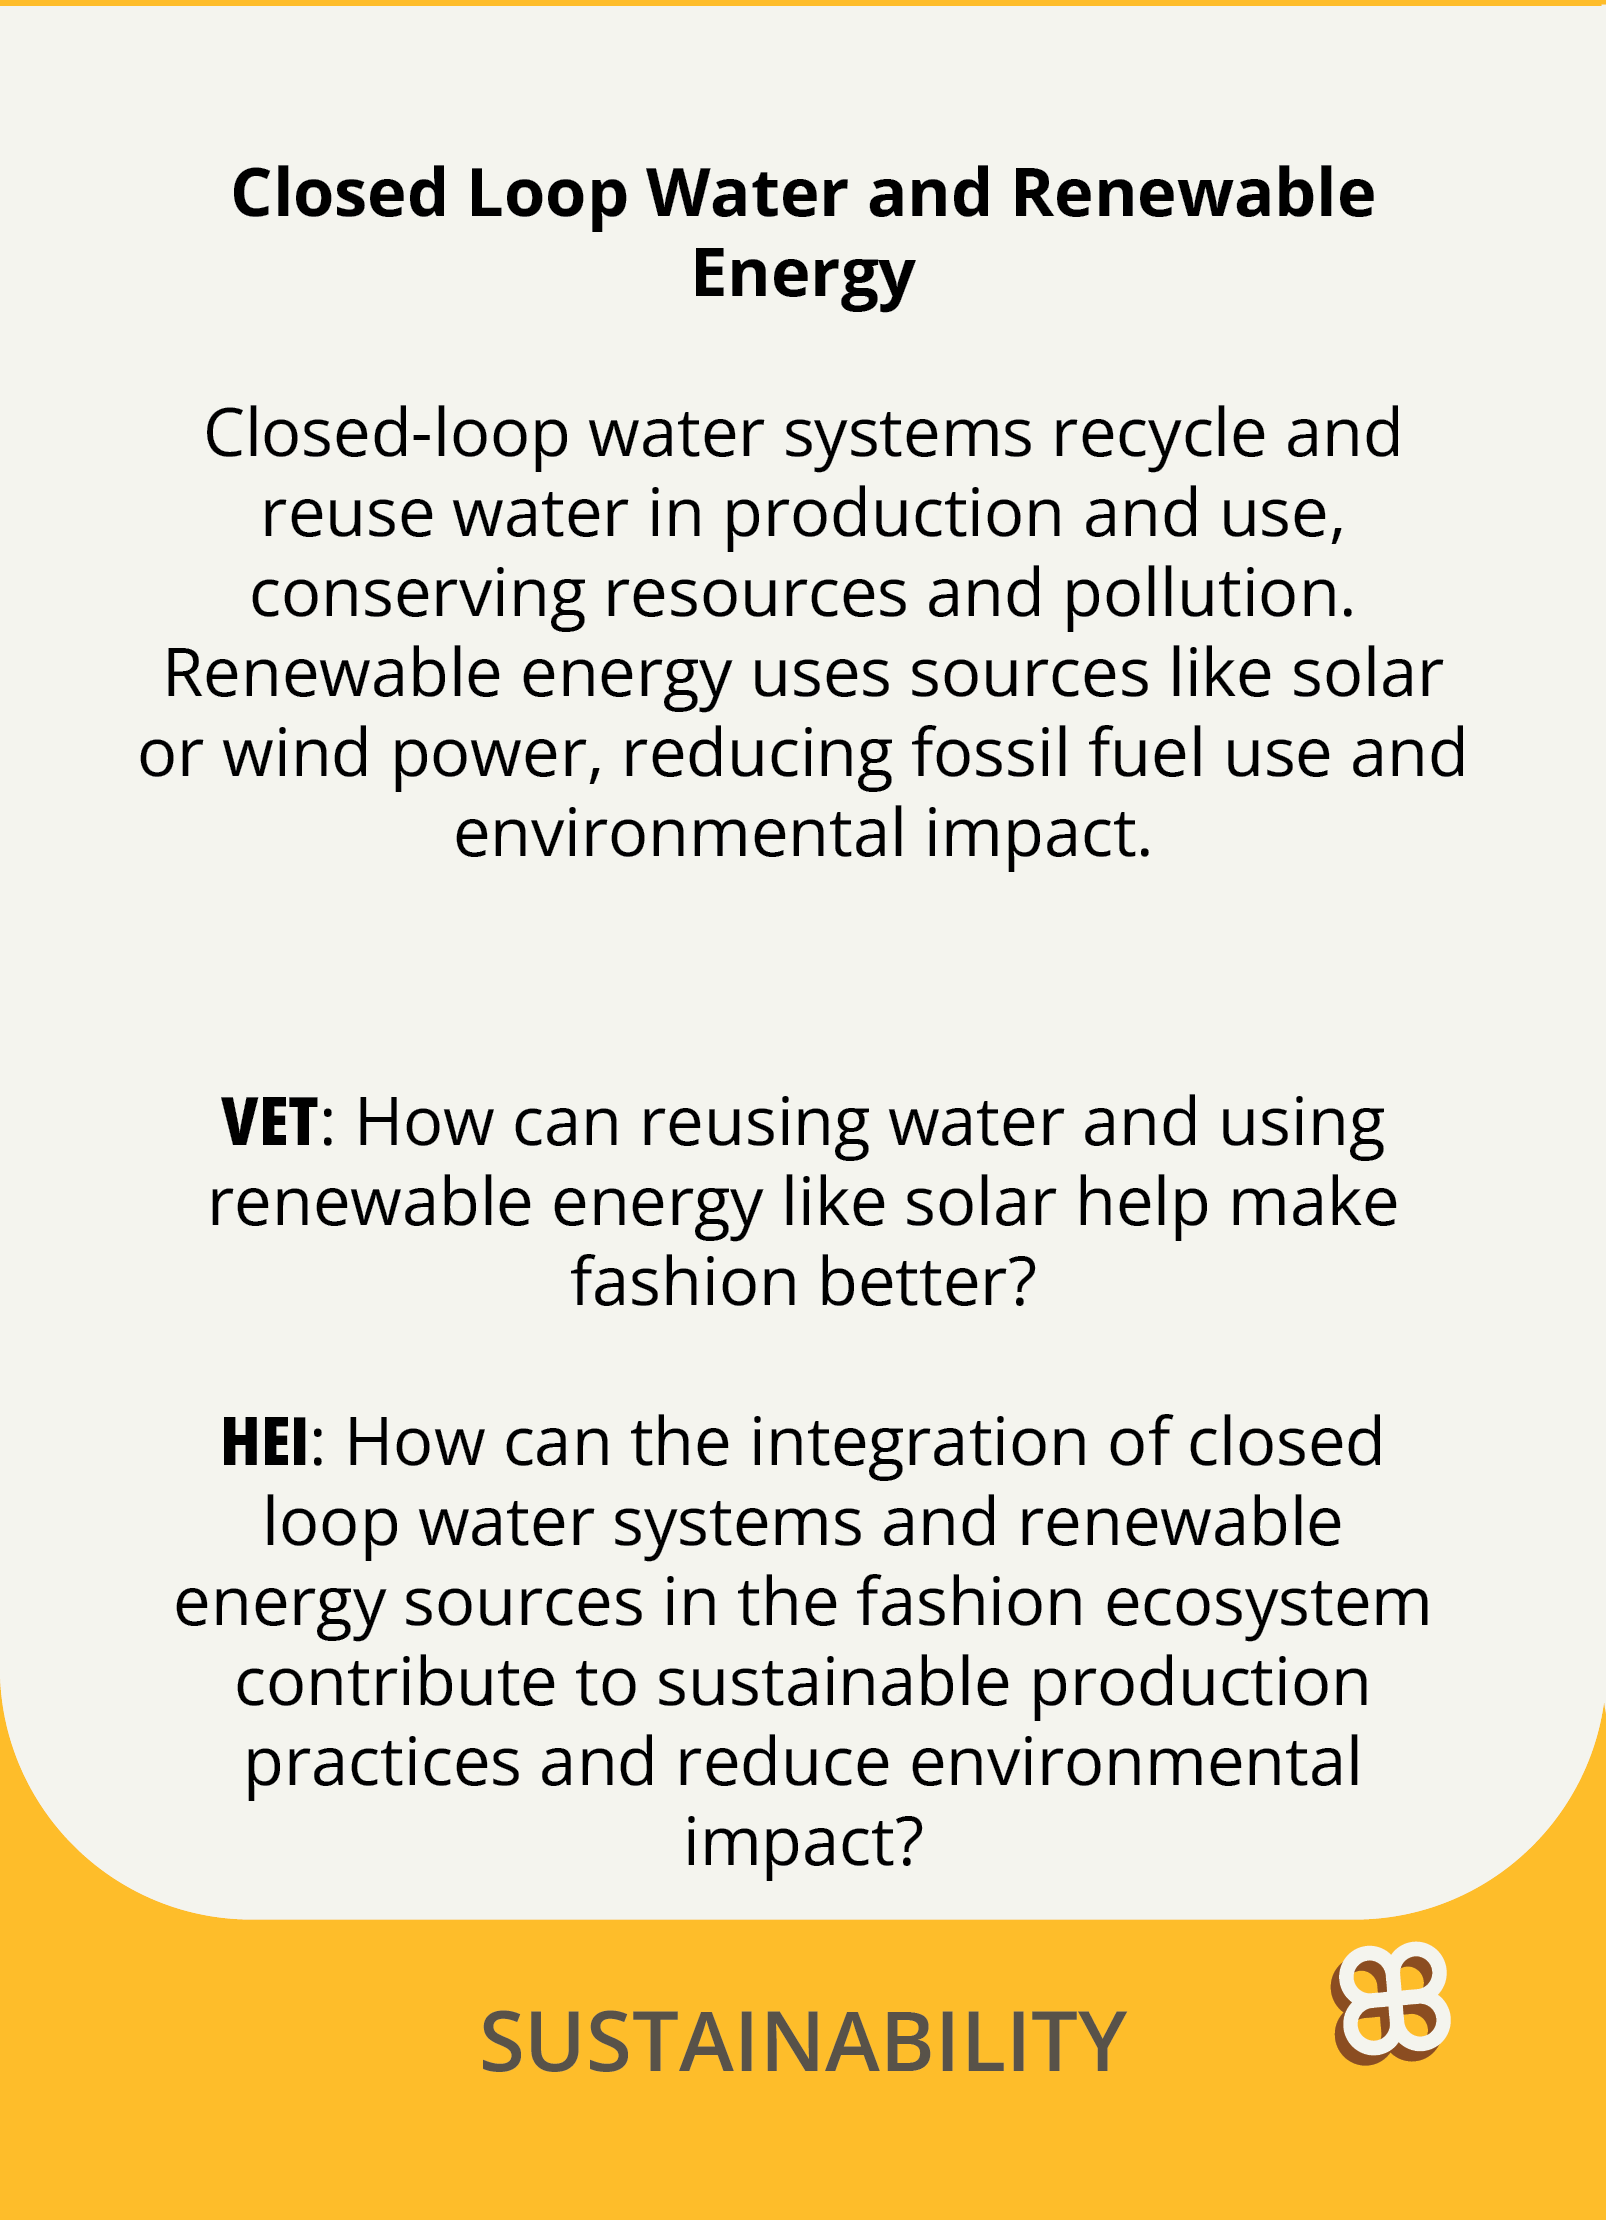 Closed Loop Water and Renewable
Energy
Closed-loop water systems recycle and
reuse water in production and use,
conserving resources and pollution.
Renewable energy uses sources like solar
or wind power, reducing fossil fuel use and
environmental impact.
VET: How can reusing water and using
renewable energy like solar help make
fashion better?
HEI: How can the integration of closed
loop water systems and renewable
energy sources in the fashion ecosystem
contribute to sustainable production
practices and reduce environmental
impact?
SUSTAINABILITY